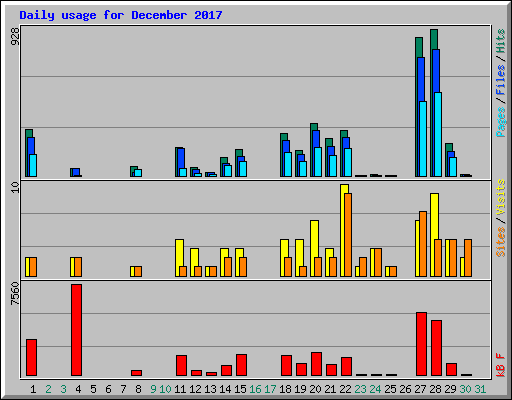 Daily usage for December 2017
928
Pages / Files / Hits
10
Sites / Visits
7560
kB F
1 2 3 4 5 6 7 8 9 10 11 12 13 14 15 16 17 18 19 20 21 22 23 24 25 26 27 28 29 30 31